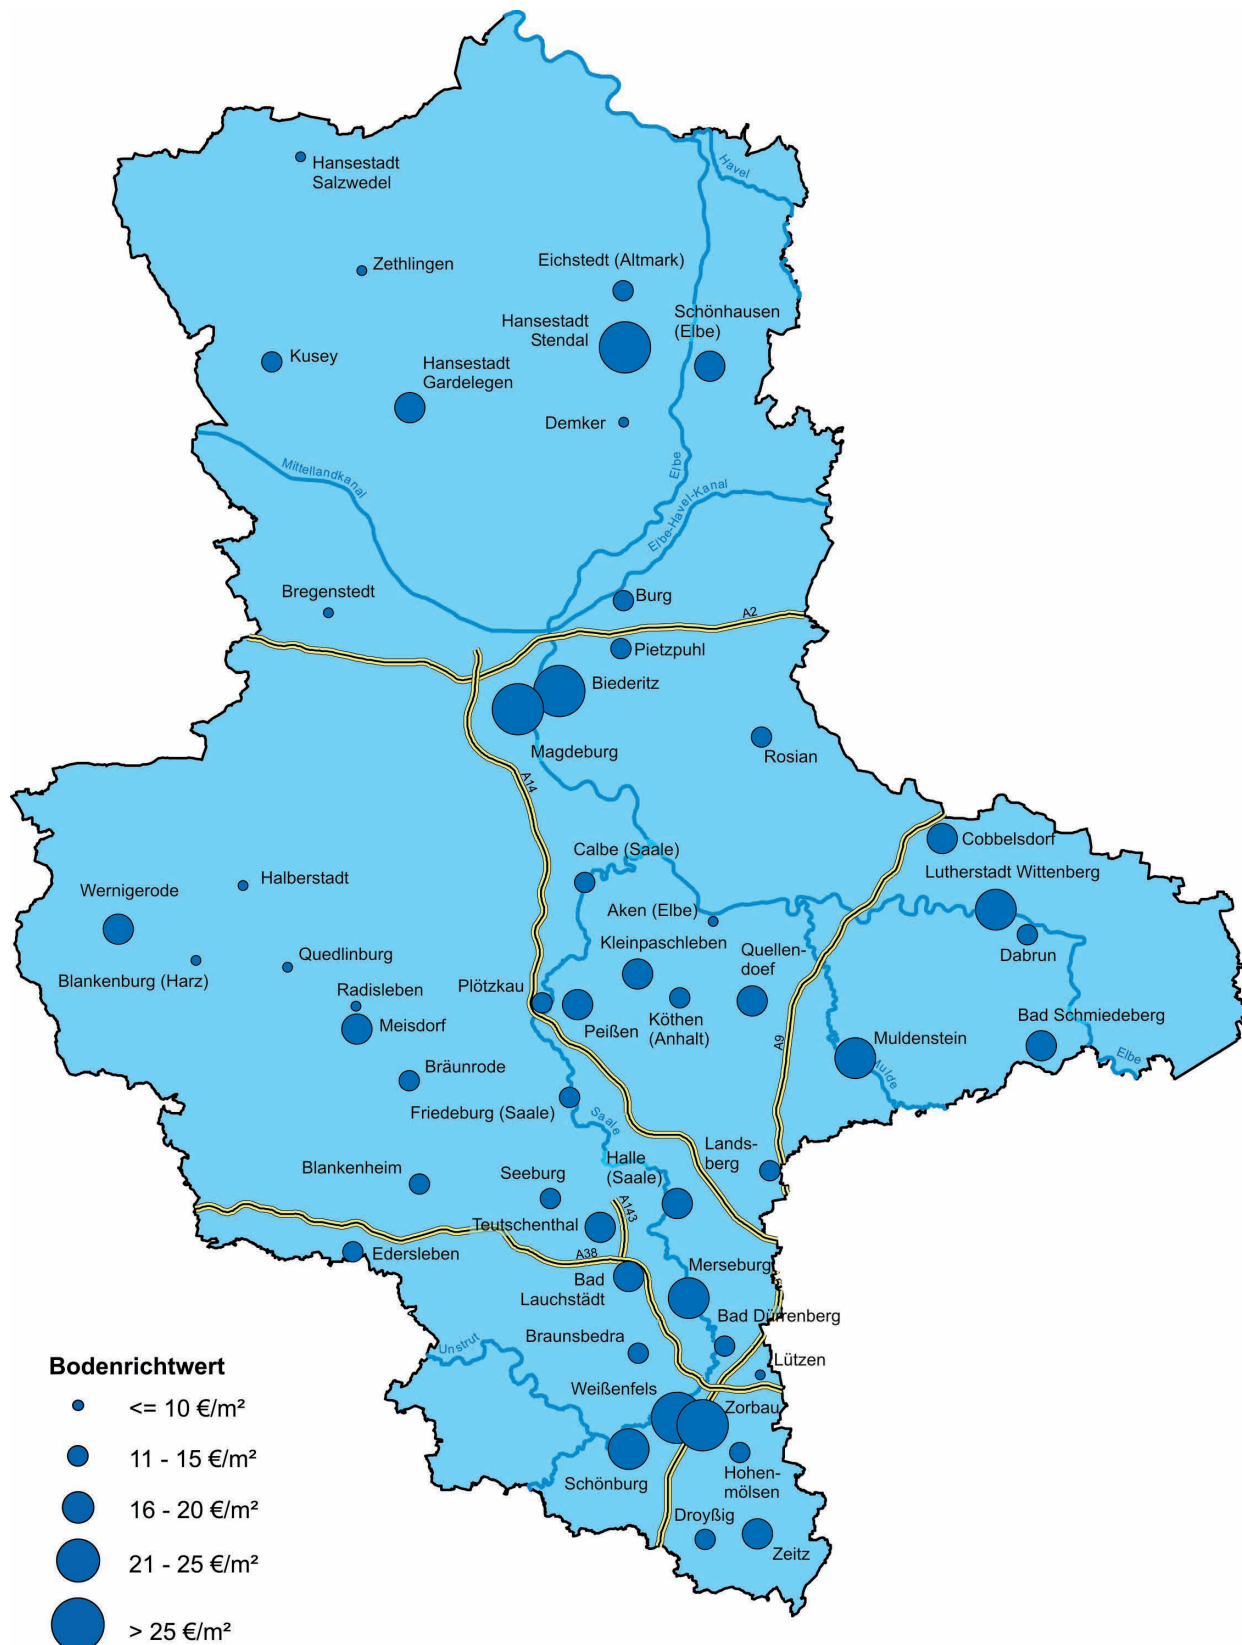 Havel
Hansestadt
Salzwedel
Zethlingen
Eichstedt (Altmark)
Hansestadt
Stendal
Schönhausen
(Elbe)
Kusey
Hansestadt
Gardelegen
Demker
Mittellandkanal
Elbe
Elbe-Havel-Kanal
Bregenstedt
Burg
A2
Pietzpuhl
Biederitz
Magdeburg
Rosian
A14
Cobbelsdorf
Calbe (Saale)
Lutherstadt Wittenberg
Wernigerode
Halberstadt
Aken (Elbe)
Kleinpaschleben
Quellen-
doef
Dabrun
Quedlinburg
Blankenburg (Harz)
Radisleben
Plötzkau
Meisdorf
Peißen
Köthen
(Anhalt)
Bad Schmiedeberg
Muldenstein
A9
Elbe
Mulde
Bräunrode
Friedeburg (Saale)
Saale
Lands-
berg
Halle
(Saale)
Blankenheim
Seeburg
A143
Teutschenthal
Edersleben
A38
Merseburg
Bad
Lauchstädt
Bad Dürrenberg
Braunsbedra
Unstrut
Lützen
Bodenrichtwert
Weißenfels
Zorbau
<= 10 €/m²
11 - 15 €/m²
Schönburg
Hohen-
mölsen
16 - 20 €/m²
Droyßig
Zeitz
21 - 25 €/m²
> 25 €/m²